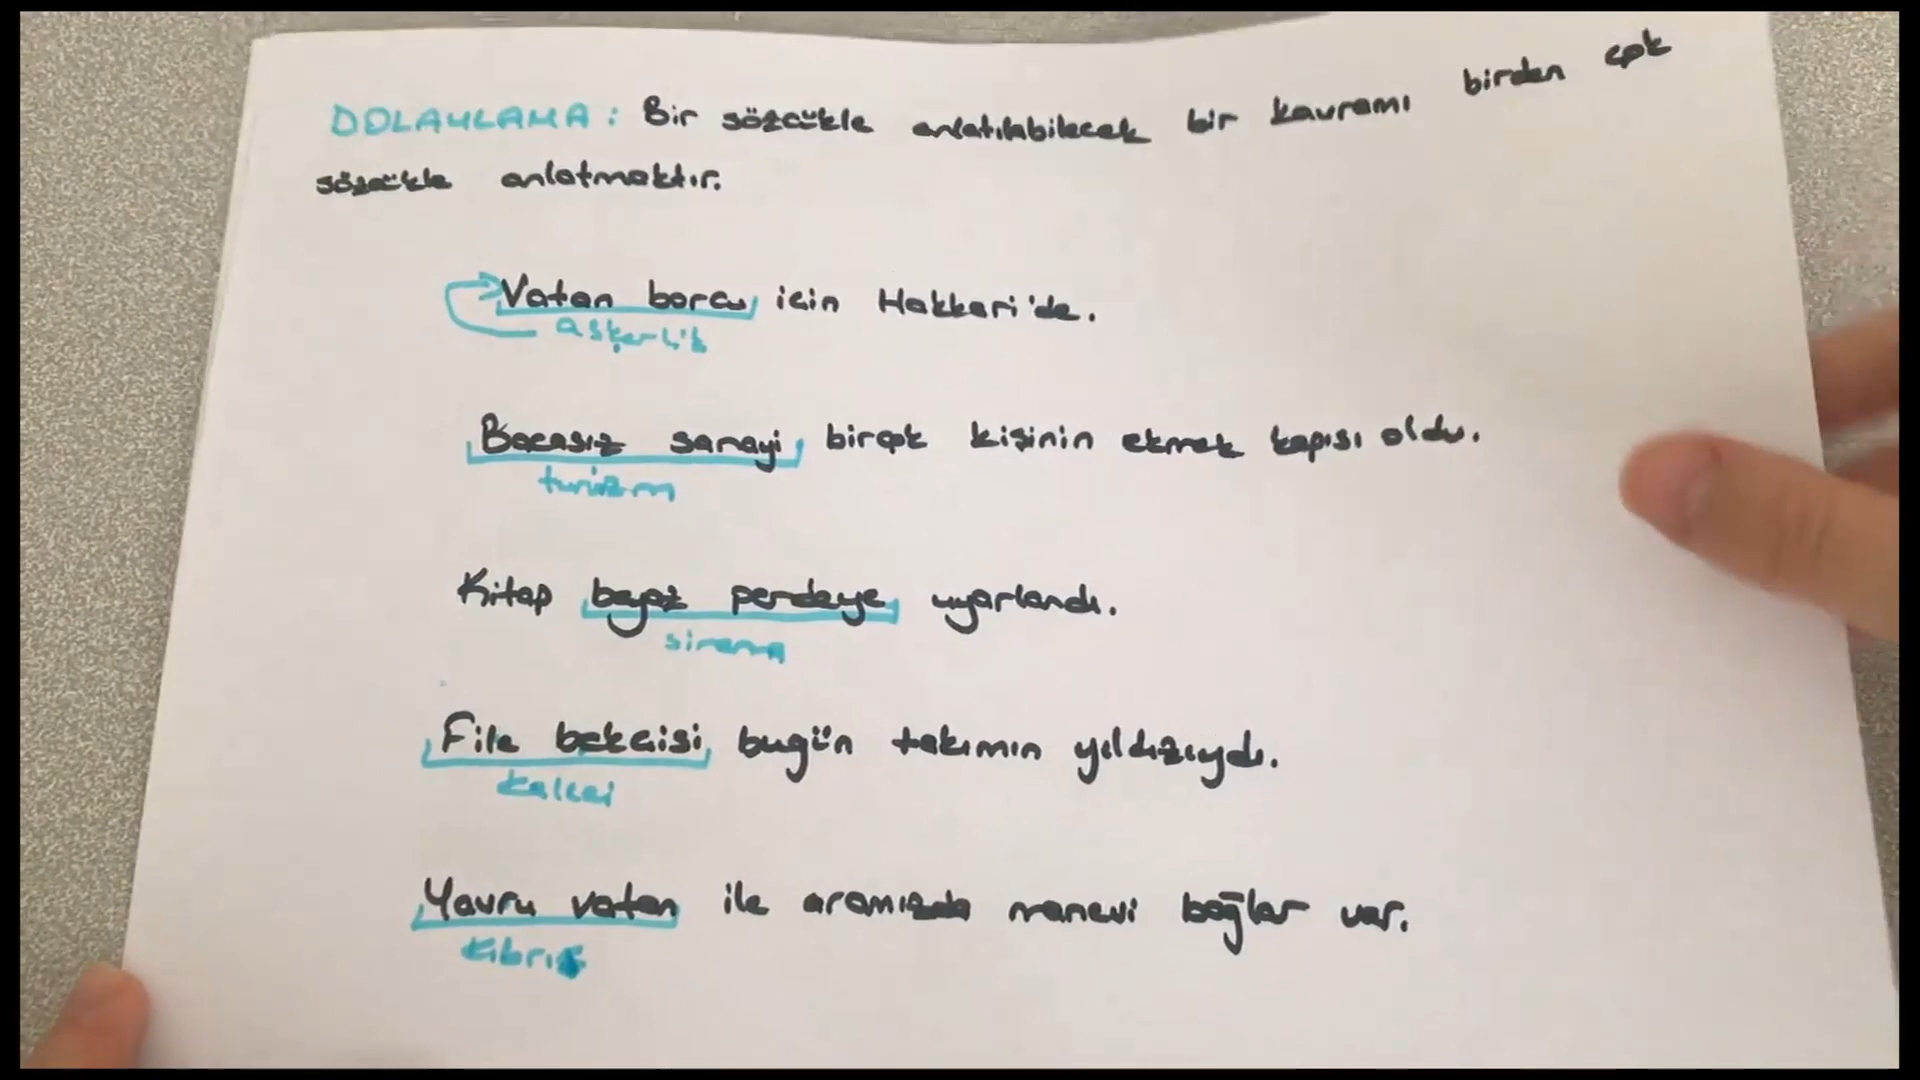 DOLAYLAMA: Bir sözcükle anlatılabilecek bir kavramı birden çok
sözcükle anlatmaktır.
Vatan borcu için Hakkari'de.
askerlik
Bacasız sanayi birçok kişinin ekmek kapısı oldu.
turizm
Kitap beyaz perdeye uyarlandı.
sinema
File bekçisi bugün takımın yıldızıydı.
kaleci
Yavru vatan ile aramızda manevi bağlar var.
Kıbrıs